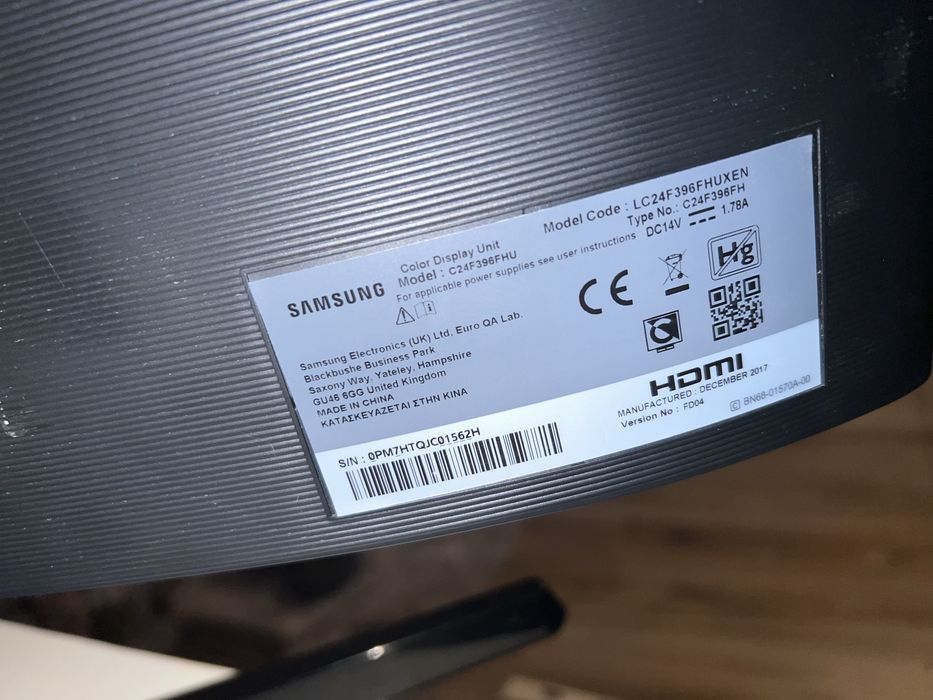 SAMSUNG
Color Display Unit
Model : C24F396FHU
For applicable power supplies see user instructions
Model Code : LC24F396FHUXEN
Type No.: C24F396FH
DC14V 1.78A
Hg
CE
Samsung Electronics (UK) Ltd, Euro QA Lab.
Blackbushe Business Park
Saxony Way, Yateley, Hampshire
GU46 6GG United Kingdom
MADE IN CHINA
ΚΑΤΑΣΚΕΥΑΖΕΤΑΙ ΣΤΗΝ ΚΙΝΑ
HDMI
MANUFACTURED : DECEMBER 2017
Version No : FD04
S/N : 0PM7HTQJC01562H
BN68-01570A-00